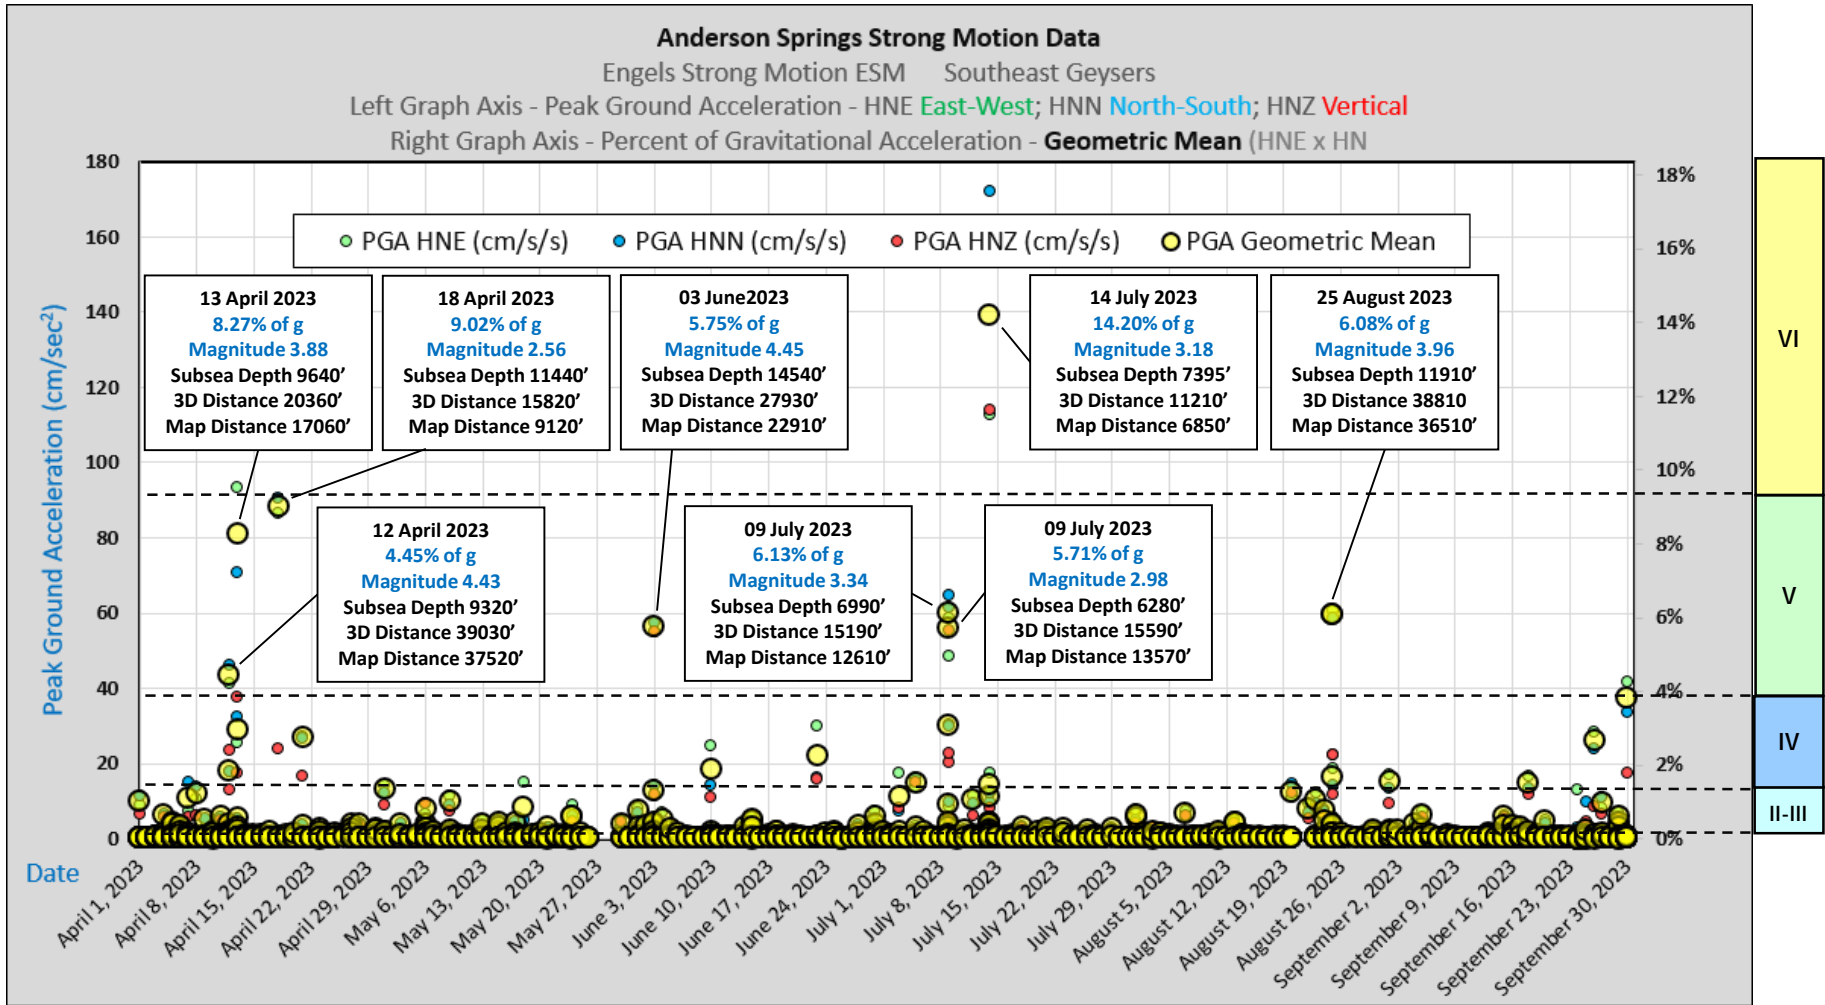 Anderson Springs Strong Motion Data
Engels Strong Motion ESM Southeast Geysers
Left Graph Axis - Peak Ground Acceleration - HNE East-West; HNN North-South; HNZ Vertical
Right Graph Axis - Percent of Gravitational Acceleration - Geometric Mean (HNE x HN
PGA HNE (cm/s/s) PGA HNN (cm/s/s) PGA HNZ (cm/s/s) PGA Geometric Mean
13 April 2023
8.27% of g
Magnitude 3.88
Subsea Depth 9640’
3D Distance 20360’
Map Distance 17060’
18 April 2023
9.02% of g
Magnitude 2.56
Subsea Depth 11440’
3D Distance 15820’
Map Distance 9120’
03 June2023
5.75% of g
Magnitude 4.45
Subsea Depth 14540’
3D Distance 27930’
Map Distance 22910’
14 July 2023
14.20% of g
Magnitude 3.18
Subsea Depth 7395’
3D Distance 11210’
Map Distance 6850’
25 August 2023
6.08% of g
Magnitude 3.96
Subsea Depth 11910’
3D Distance 38810
Map Distance 36510’
12 April 2023
4.45% of g
Magnitude 4.43
Subsea Depth 9320’
3D Distance 39030’
Map Distance 37520’
09 July 2023
6.13% of g
Magnitude 3.34
Subsea Depth 6990’
3D Distance 15190’
Map Distance 12610’
09 July 2023
5.71% of g
Magnitude 2.98
Subsea Depth 6280’
3D Distance 15590’
Map Distance 13570’
Peak Ground Acceleration (cm/sec²)
180
160
140
120
100
80
60
40
20
0
18%
16%
14%
12%
10%
8%
6%
4%
2%
0%
VI
V
IV
II-III
Date
April 1, 2023
April 8, 2023
April 15, 2023
April 22, 2023
April 29, 2023
May 6, 2023
May 13, 2023
May 20, 2023
May 27, 2023
June 3, 2023
June 10, 2023
June 17, 2023
June 24, 2023
July 1, 2023
July 8, 2023
July 15, 2023
July 22, 2023
July 29, 2023
August 5, 2023
August 12, 2023
August 19, 2023
August 26, 2023
September 2, 2023
September 9, 2023
September 16, 2023
September 23, 2023
September 30, 2023